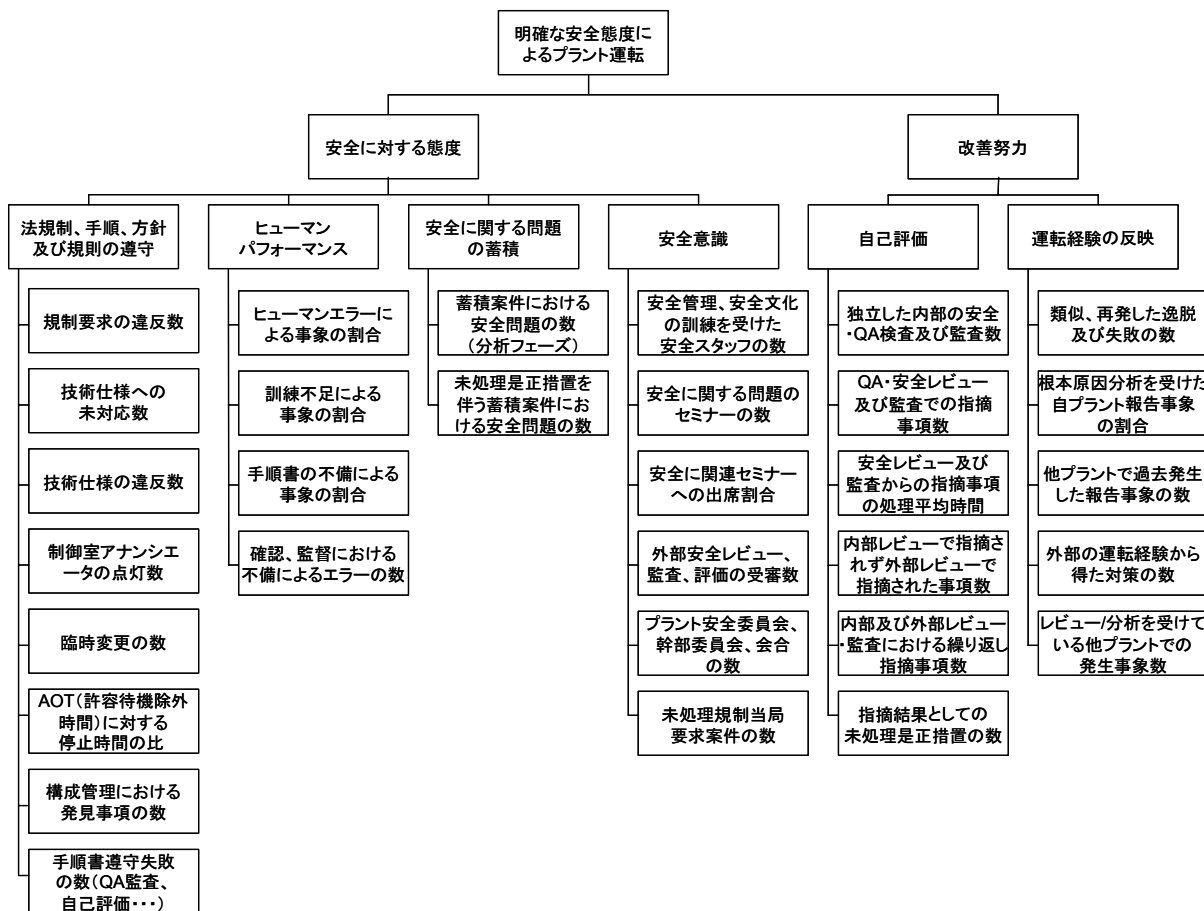 明確な安全態度に
よるプラント運転
安全に対する態度
改善努力
法規制、手順、方針
及び規則の遵守
ヒューマン
パフォーマンス
安全に関する問題
の蓄積
安全意識
自己評価
運転経験の反映
規制要求の違反数
技術仕様への
未対応数
技術仕様の違反数
制御室アナンシエ
ータの点灯数
臨時変更の数
AOT(許容待機除外
時間)に対する
停止時間の比
構成管理における
発見事項の数
手順書遵守失敗
の数(QA監査、
自己評価・・・)
ヒューマンエラーに
よる事象の割合
訓練不足による
事象の割合
手順書の不備による
事象の割合
確認、監督における
不備によるエラーの数
蓄積案件における
安全問題の数
(分析フェーズ)
未処理是正措置を
伴う蓄積案件にお
ける安全問題の数
安全管理、安全文化
の訓練を受けた
安全スタッフの数
安全に関する問題の
セミナーの数
安全に関連セミナー
への出席割合
外部安全レビュー、
監査、評価の受審数
プラント安全委員会、
幹部委員会、会合
の数
未処理規制当局
要求案件の数
独立した内部の安全
・QA検査及び監査数
QA・安全レビュー
及び監査での指摘
事項数
安全レビュー及び
監査からの指摘事項
の処理平均時間
内部レビューで指摘さ
れず外部レビューで
指摘された事項数
内部及び外部レビュー
・監査における繰り返し
指摘事項数
指摘結果としての
未処理是正措置の数
類似、再発した逸脱
及び失敗の数
根本原因分析を受けた
自プラント報告事象
の割合
他プラントで過去発生
した報告事象の数
外部の運転経験から
得た対策の数
レビュー/分析を受けて
いる他プラントでの
発生事象数